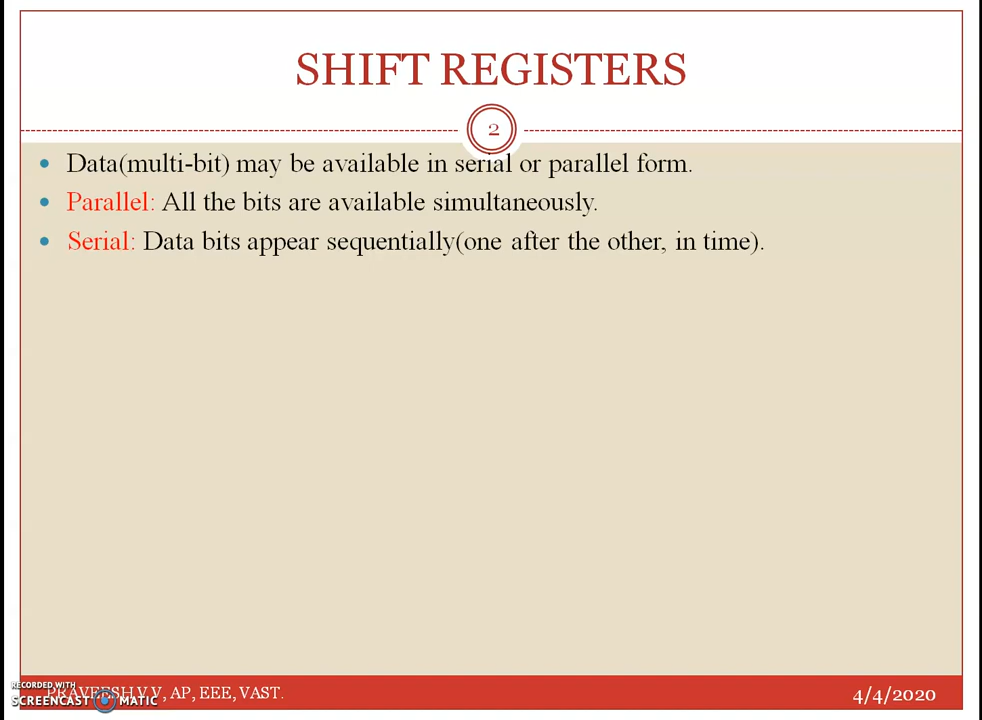 SHIFT REGISTERS
2
Data(multi-bit) may be available in serial or parallel form.
Parallel: All the bits are available simultaneously.
Serial: Data bits appear sequentially(one after the other, in time).
RECORDED WITH
SCREENCAST MATIC
PRAVEESH.V.V, AP, EEE, VAST.
4/4/2020